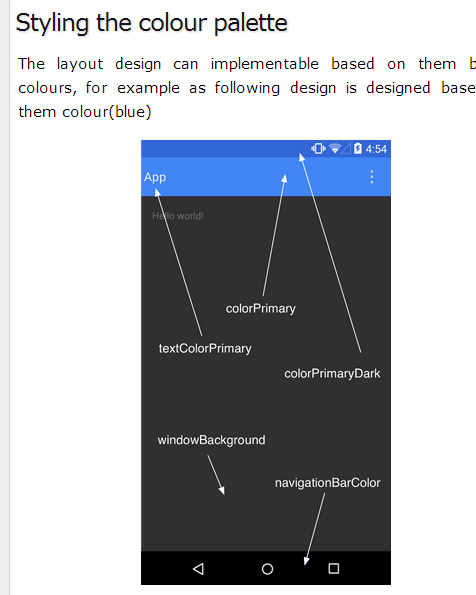 Styling the colour palette
The layout design can implementable based on them b
colours, for example as following design is designed base
them colour(blue)
4:54
App
Hello world!
colorPrimary
textColorPrimary
colorPrimaryDark
windowBackground
navigationBarColor